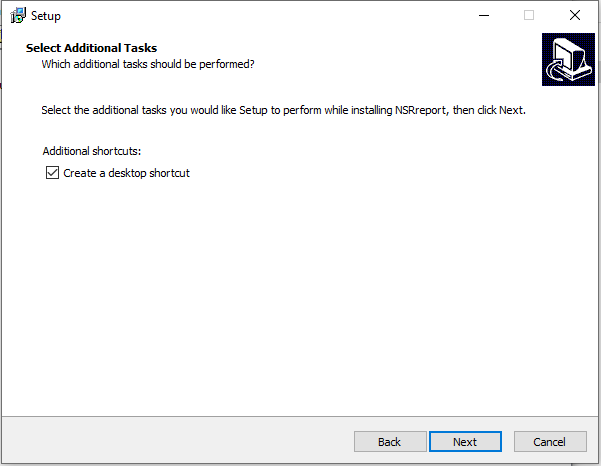 Setup
Select Additional Tasks
Which additional tasks should be performed?
Select the additional tasks you would like Setup to perform while installing NSRreport, then click Next.
Additional shortcuts:
Create a desktop shortcut
Back Next Cancel